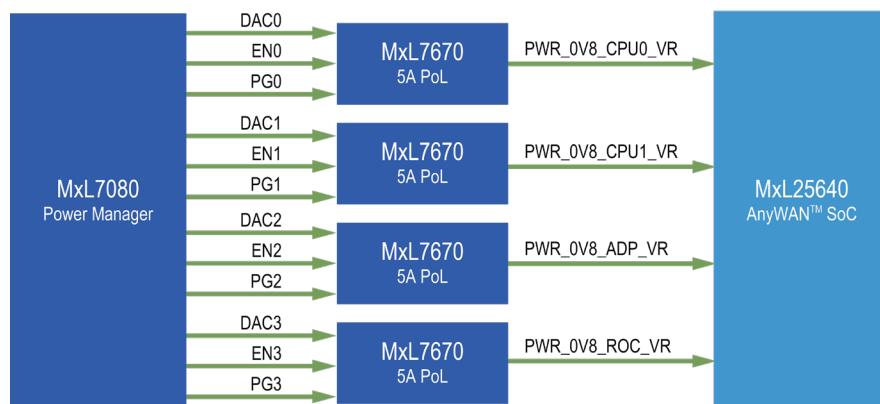 MxL7080
Power Manager
DAC0
EN0
PG0
MxL7670
5A PoL
PWR_0V8_CPU0_VR
DAC1
EN1
PG1
MxL7670
5A PoL
PWR_0V8_CPU1_VR
DAC2
EN2
PG2
MxL7670
5A PoL
PWR_0V8_ADP_VR
DAC3
EN3
PG3
MxL7670
5A PoL
PWR_0V8_ROC_VR
MxL25640
AnyWAN™ SoC